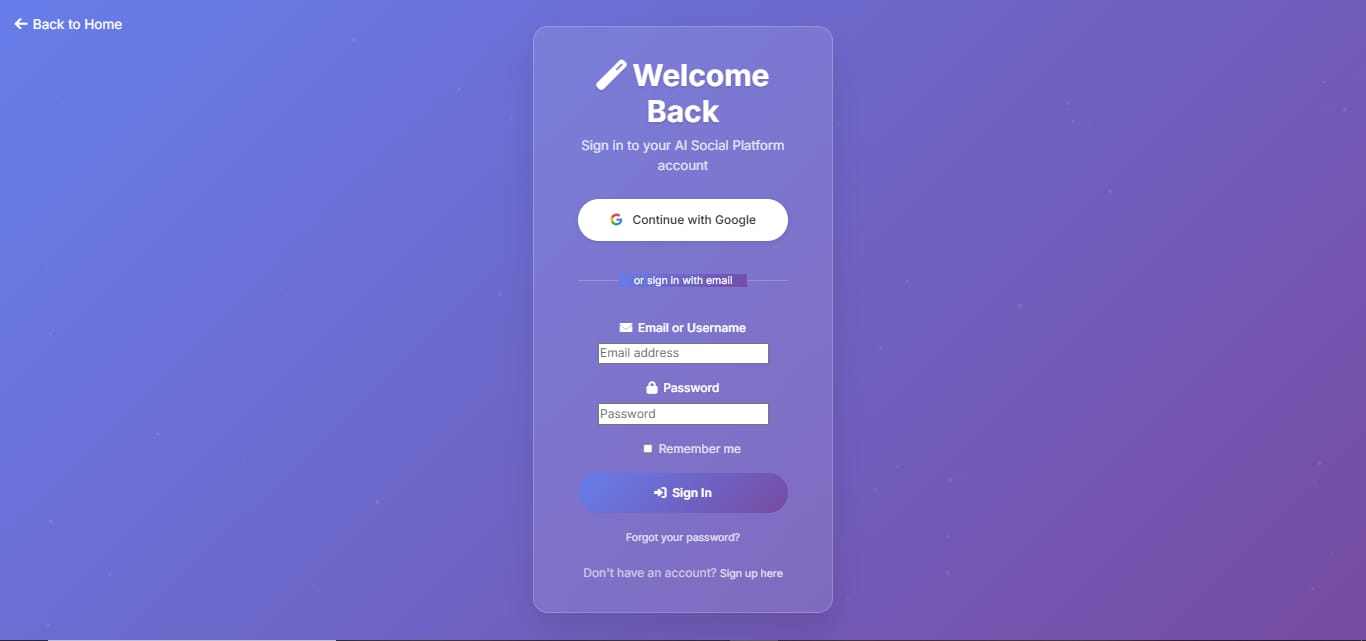 Back to Home
Welcome
Back
Sign in to your AI Social Platform
account
Continue with Google
or sign in with email
Email or Username
Email address
Password
Password
Remember me
Sign In
Forgot your password?
Don't have an account? Sign up here